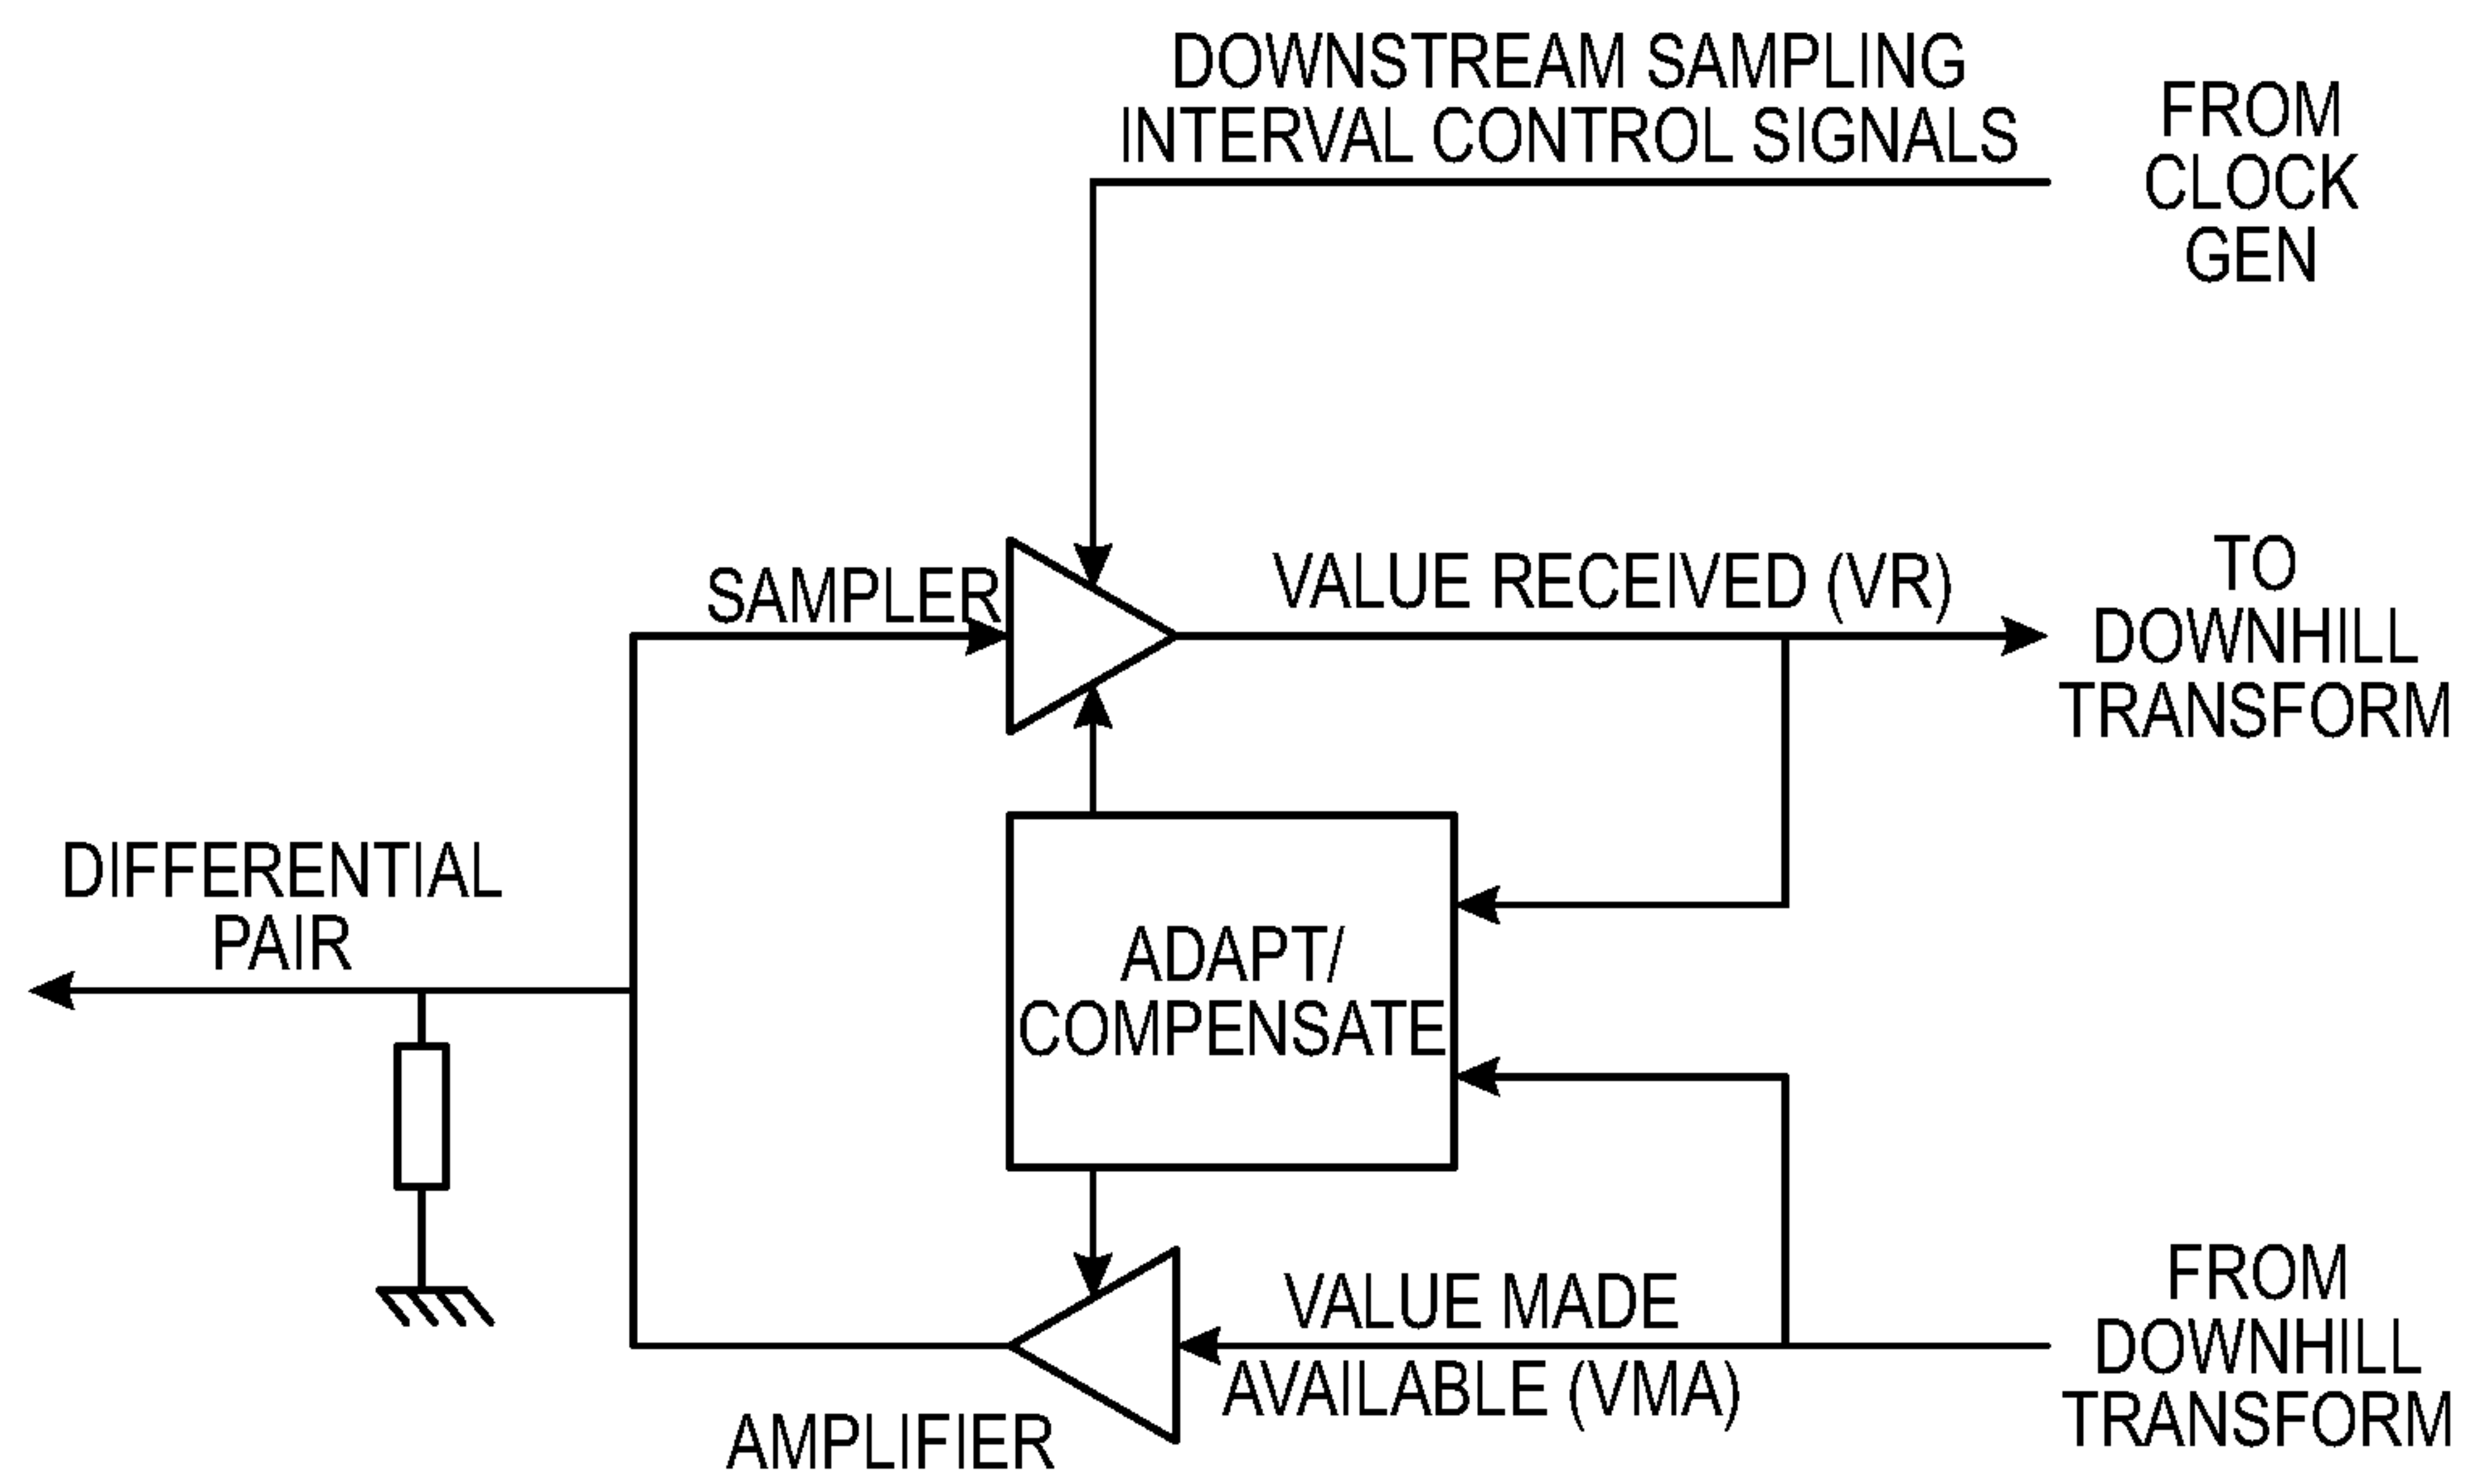 DOWNSTREAM SAMPLING
INTERVAL CONTROL SIGNALS
FROM
CLOCK
GEN
SAMPLER
VALUE RECEIVED (VR)
TO
DOWNHILL
TRANSFORM
DIFFERENTIAL
PAIR
ADAPT/
COMPENSATE
VALUE MADE
AVAILABLE (VMA)
FROM
DOWNHILL
TRANSFORM
AMPLIFIER